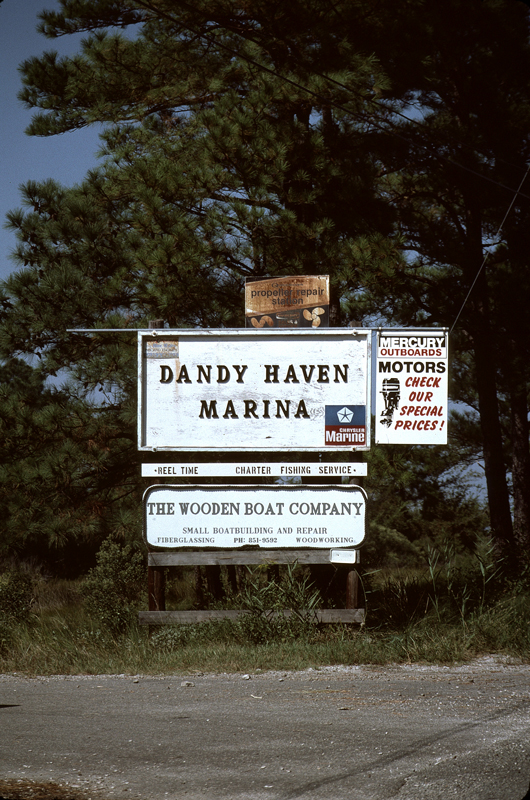 propeller repair
station
DANDY HAVEN
MARINA
CHRYSLER
Marine
MERCURY
OUTBOARDS
MOTORS
CHECK
OUR
SPECIAL
PRICES!
•REEL TIME CHARTER FISHING SERVICE•
THE WOODEN BOAT COMPANY
SMALL BOATBUILDING AND REPAIR
FIBERGLASSING PH: 851-9592 WOODWORKING